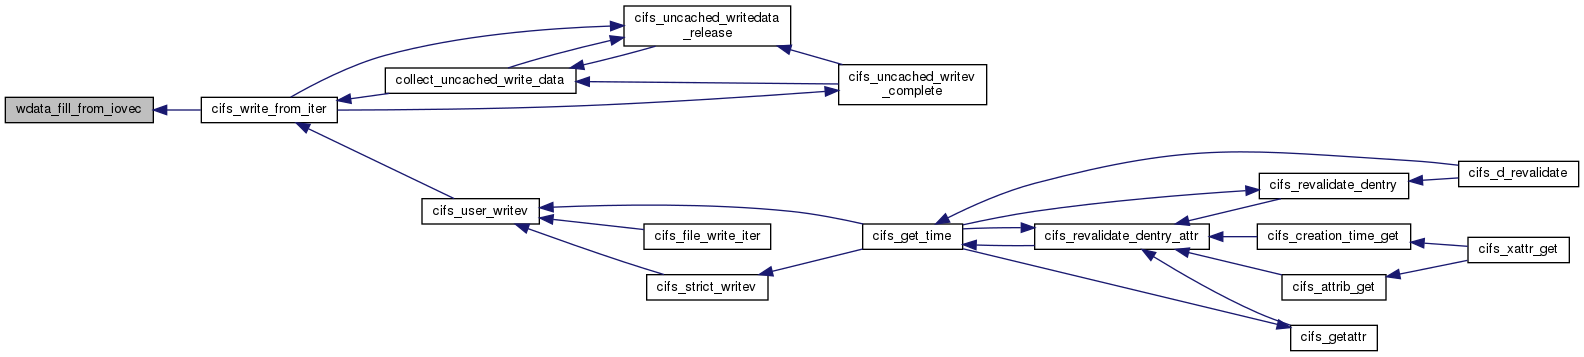 cifs_uncached_writedata
_release
collect_uncached_write_data
cifs_uncached_writev
_complete
wdata_fill_from_iovec
cifs_write_from_iter
cifs_d_revalidate
cifs_revalidate_dentry
cifs_user_writev
cifs_file_write_iter
cifs_get_time
cifs_revalidate_dentry_attr
cifs_creation_time_get
cifs_xattr_get
cifs_strict_writev
cifs_attrib_get
cifs_getattr